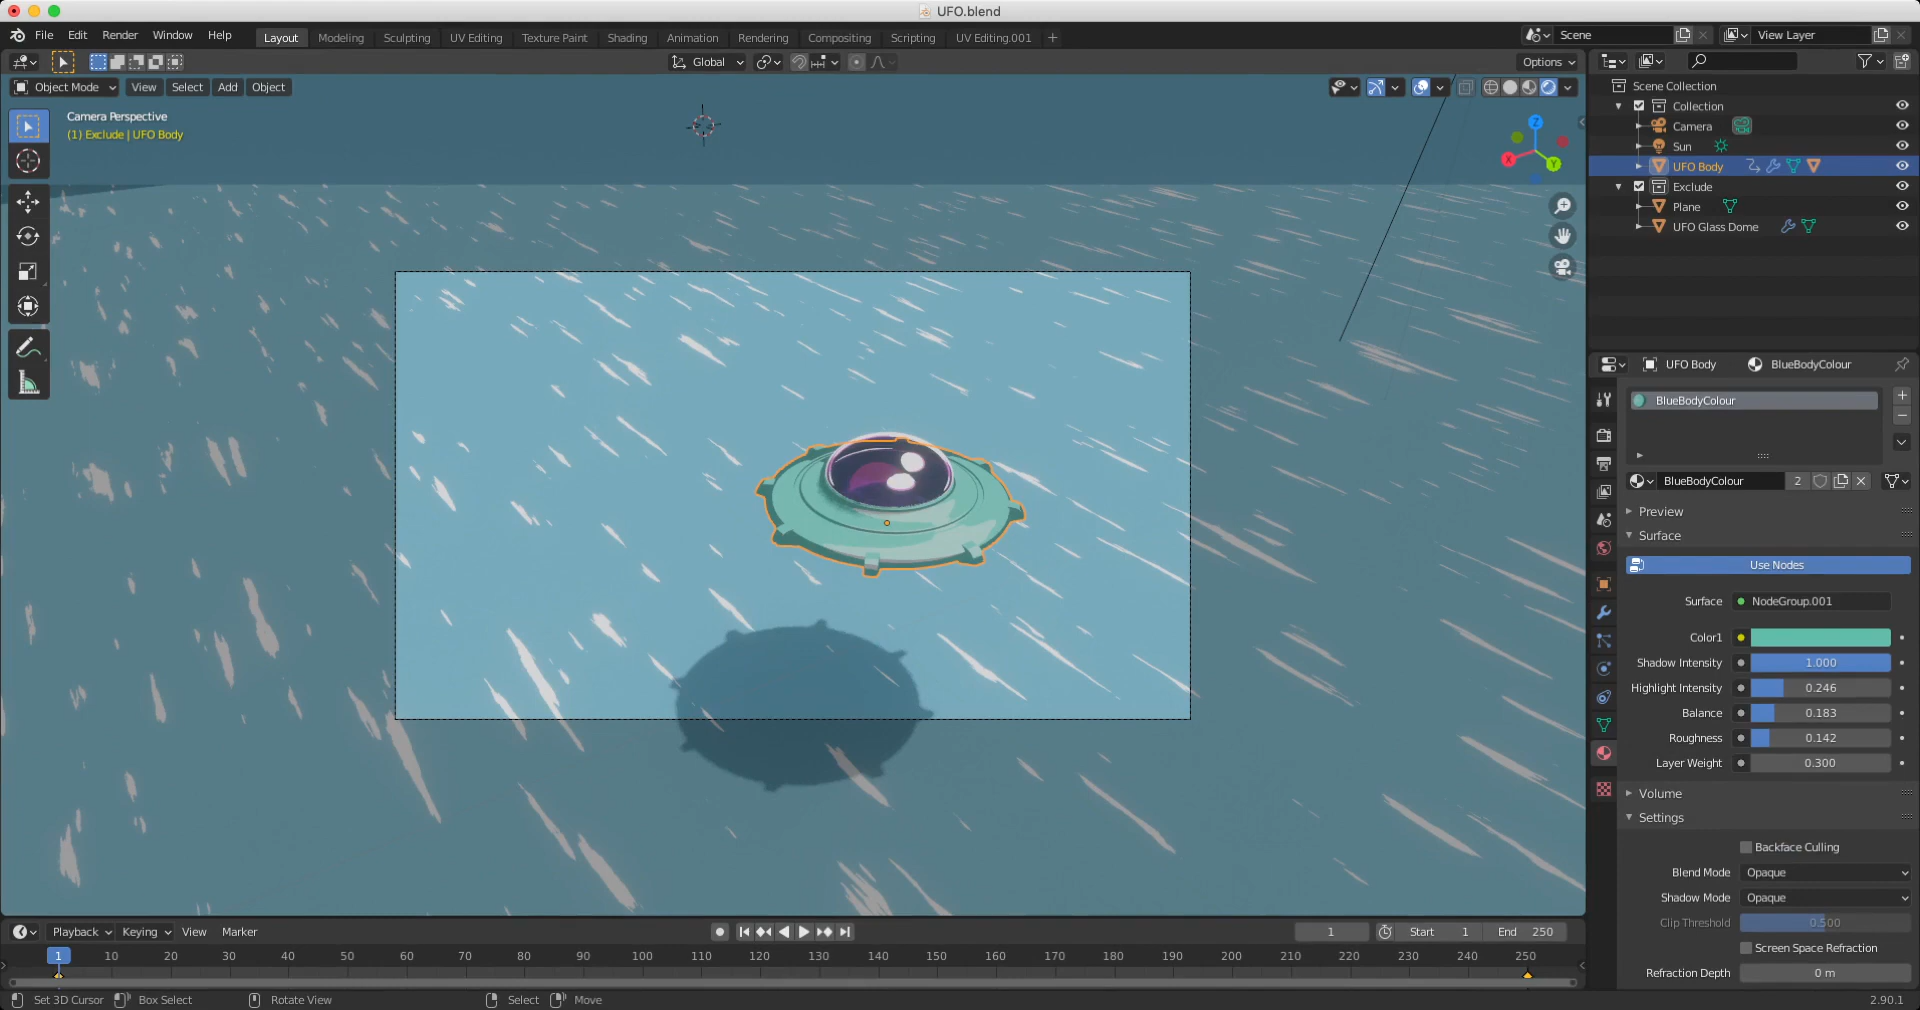 UFO.blend
File Edit Render Window Help Layout Modeling Sculpting UV Editing Texture Paint Shading Animation Rendering Compositing Scripting UV Editing.001 + Scene View Layer
Global Options
Object Mode View Select Add Object
Camera Perspective
(1) Exclude | UFO Body
Z
X
Y
Scene Collection
Collection
Camera
Sun
UFO Body
Exclude
Plane
UFO Glass Dome
UFO Body BlueBodyColour
BlueBodyColour
BlueBodyColour 2
Preview
Surface
Use Nodes
Surface NodeGroup.001
Color1
Shadow Intensity 1.000
Highlight Intensity 0.246
Balance 0.183
Roughness 0.142
Layer Weight 0.300
Volume
Settings
Backface Culling
Blend Mode Opaque
Shadow Mode Opaque
Clip Threshold 0.500
Screen Space Refraction
Refraction Depth 0 m
Playback Keying View Marker 1 Start 1 End 250
1 10 20 30 40 50 60 70 80 90 100 110 120 130 140 150 160 170 180 190 200 210 220 230 240 250
Set 3D Cursor Box Select Rotate View Select Move 2.90.1